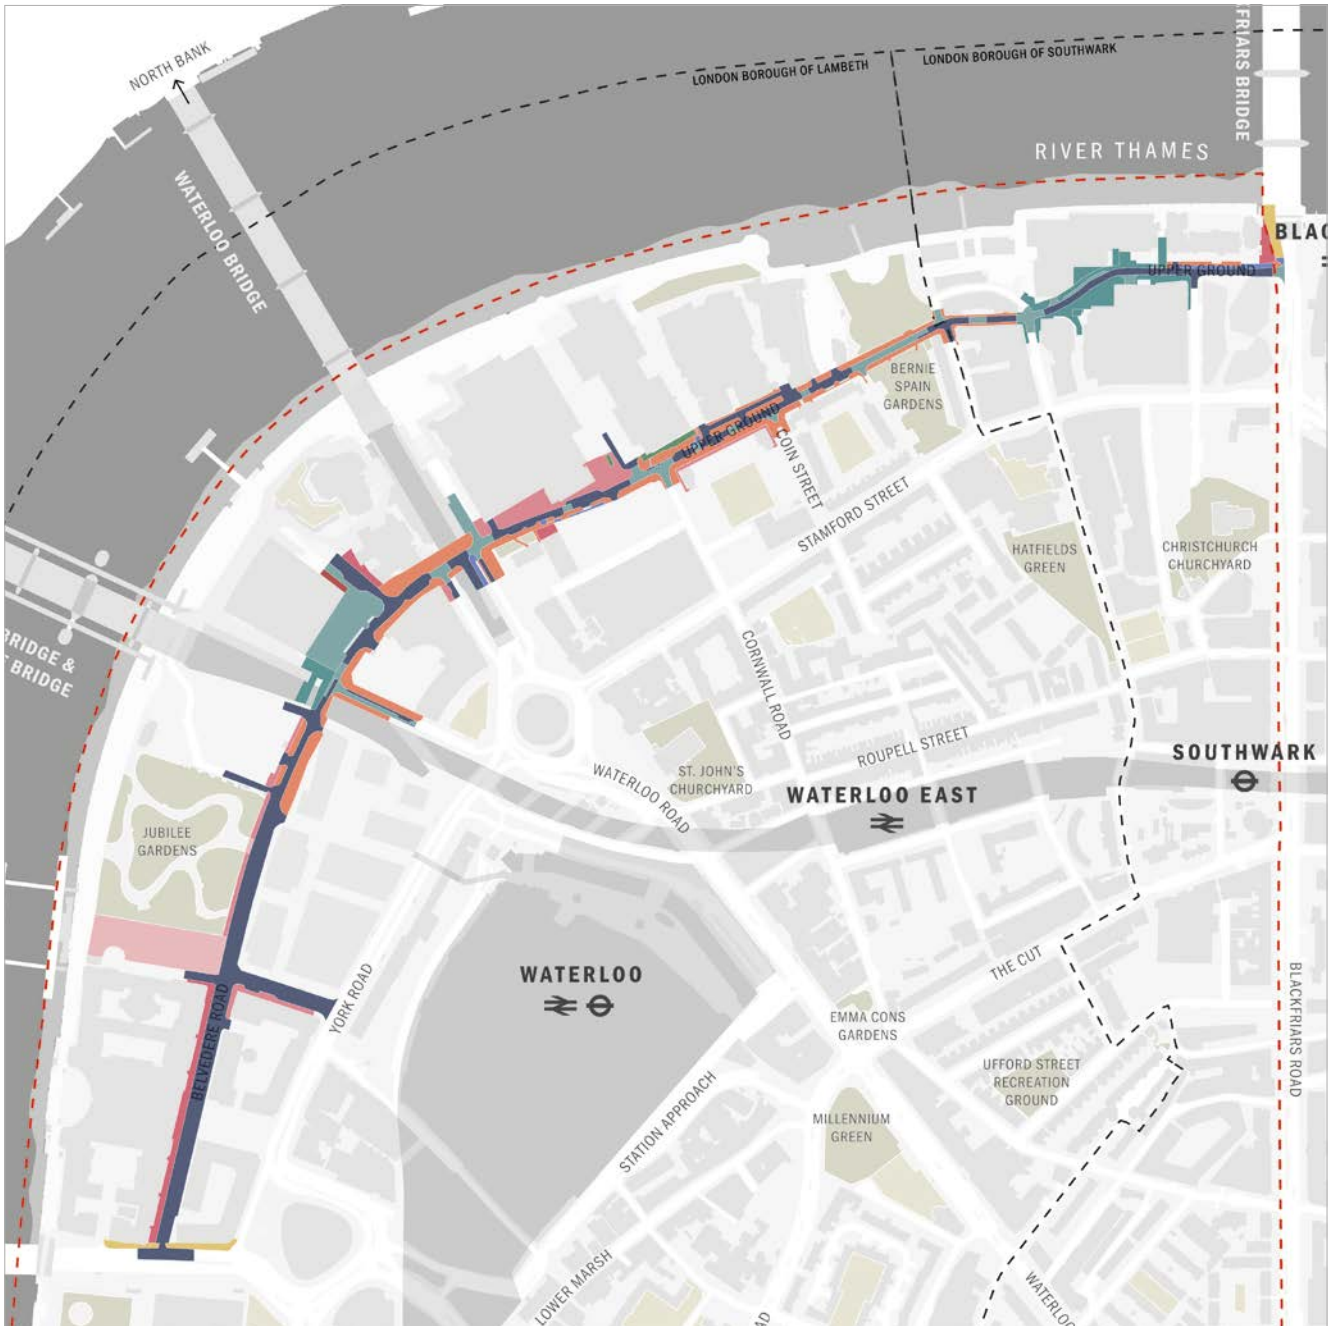 NORTH BANK
LONDON BOROUGH OF LAMBETH
LONDON BOROUGH OF SOUTHWARK
FRIARS BRIDGE
RIVER THAMES
WATERLOO BRIDGE
BLAC
UPPER GROUND
BERNIE
SPAIN
GARDENS
UPPER GROUND
COIN STREET
STAMFORD STREET
HATFIELDS
GREEN
CHRISTCHURCH
CHURCHYARD
BRIDGE &
BRIDGE
CORNWALL ROAD
ROUPELL STREET
SOUTHWARK
ST. JOHN'S
CHURCHYARD
WATERLOO ROAD
WATERLOO EAST
JUBILEE
GARDENS
WATERLOO
THE CUT
YORK ROAD
BELVEDERE ROAD
EMMA CONS
GARDENS
BLACKFRIARS ROAD
UFFORD STREET
RECREATION
GROUND
STATION APPROACH
MILLENNIUM
GREEN
LOWER MARSH
WATERLOO
AD